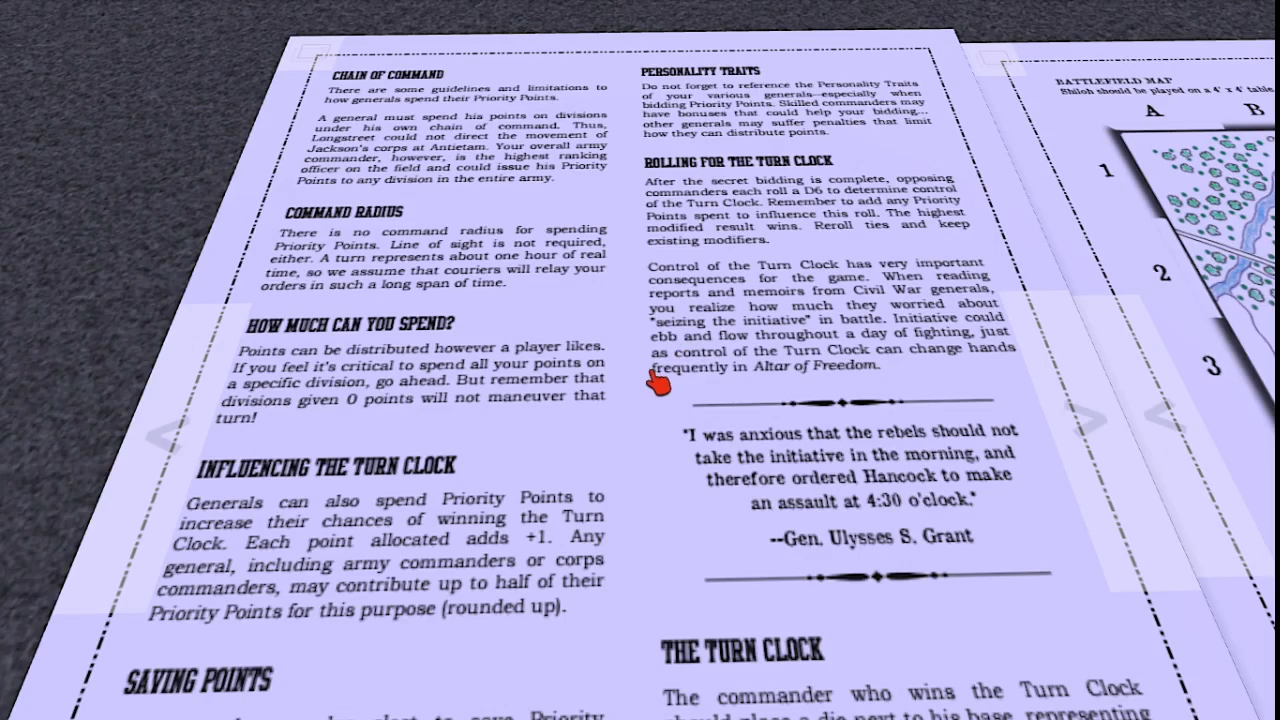 CHAIN OF COMMAND
There are some guidelines and limitations to
how generals spend their Priority Points.
A general must spend his points on divisions
under his own chain of command. Thus,
Longstreet could not direct the movement of
Jackson's corps at Antietam. Your overall army
commander, however, is the highest ranking
officer on the field and could issue his Priority
Points to any division in the entire army.
COMMAND RADIUS
There is no command radius for spending
Priority Points. Line of sight is not required,
either. A turn represents about one hour of real
time, so we assume that couriers will relay your
orders in such a long span of time.
HOW MUCH CAN YOU SPEND?
Points can be distributed however a player likes.
If you feel it's critical to spend all your points on
a specific division, go ahead. But remember that
divisions given 0 points will not maneuver that
turn!
INFLUENCING THE TURN CLOCK
Generals can also spend Priority Points to
increase their chances of winning the Turn
Clock. Each point allocated adds +1. Any
general, including army commanders or corps
commanders, may contribute up to half of their
Priority Points for this purpose (rounded up).
SAVING POINTS
Priority
PERSONALITY TRAITS
Do not forget to reference the Personality Traits
of your various generals—especially when
bidding Priority Points. Skilled commanders may
have bonuses that could help your bidding...
other generals may suffer penalties that limit
how they can distribute points.
ROLLING FOR THE TURN CLOCK
After the secret bidding is complete, opposing
commanders each roll a D6 to determine control
of the Turn Clock. Remember to add any Priority
Points spent to influence this roll. The highest
modified result wins. Reroll ties and keep
existing modifiers.
Control of the Turn Clock has very important
consequences for the game. When reading
reports and memoirs from Civil War generals,
you realize how much they worried about
"seizing the initiative" in battle. Initiative could
ebb and flow throughout a day of fighting, just
as control of the Turn Clock can change hands
frequently in Altar of Freedom.
"I was anxious that the rebels should not
take the initiative in the morning, and
therefore ordered Hancock to make
an assault at 4:30 o'clock."
--Gen. Ulysses S. Grant
THE TURN CLOCK
The commander who wins the Turn Clock
should place a die next to his base, representing
BATTLEFIELD MAP
Shiloh should be played on a 4' x 4' table
A B
1
2
3
< > <